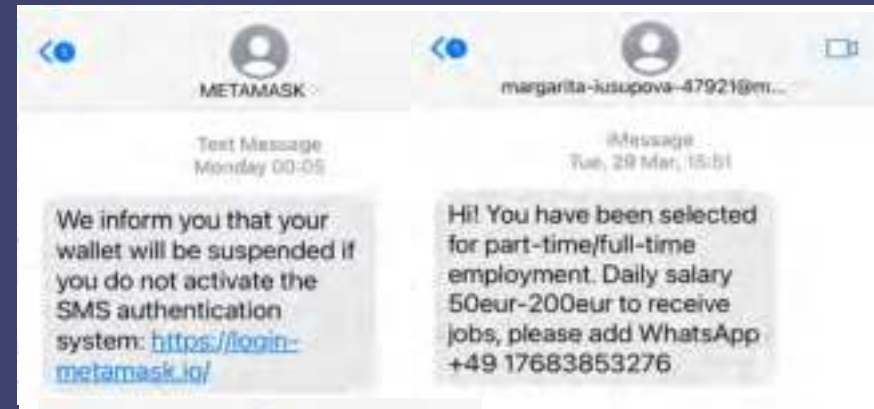 METAMASK
Text Message
Monday 00:05
We inform you that your
wallet will be suspended if
you do not activate the
SMS authentication
system: https://login-
metamask.io/
margarita-iusupova-47921@m...
iMessage
Tue, 29 Mar, 15:51
Hi! You have been selected
for part-time/full-time
employment. Daily salary
50eur-200eur to receive
jobs, please add WhatsApp
+49 17683853276